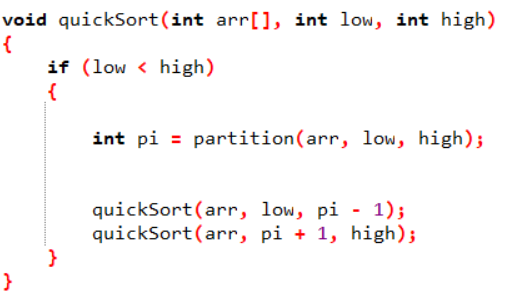 void quickSort(int arr[], int low, int high)
{
    if (low < high)
    {
        int pi = partition(arr, low, high);
        quickSort(arr, low, pi - 1);
        quickSort(arr, pi + 1, high);
    }
}